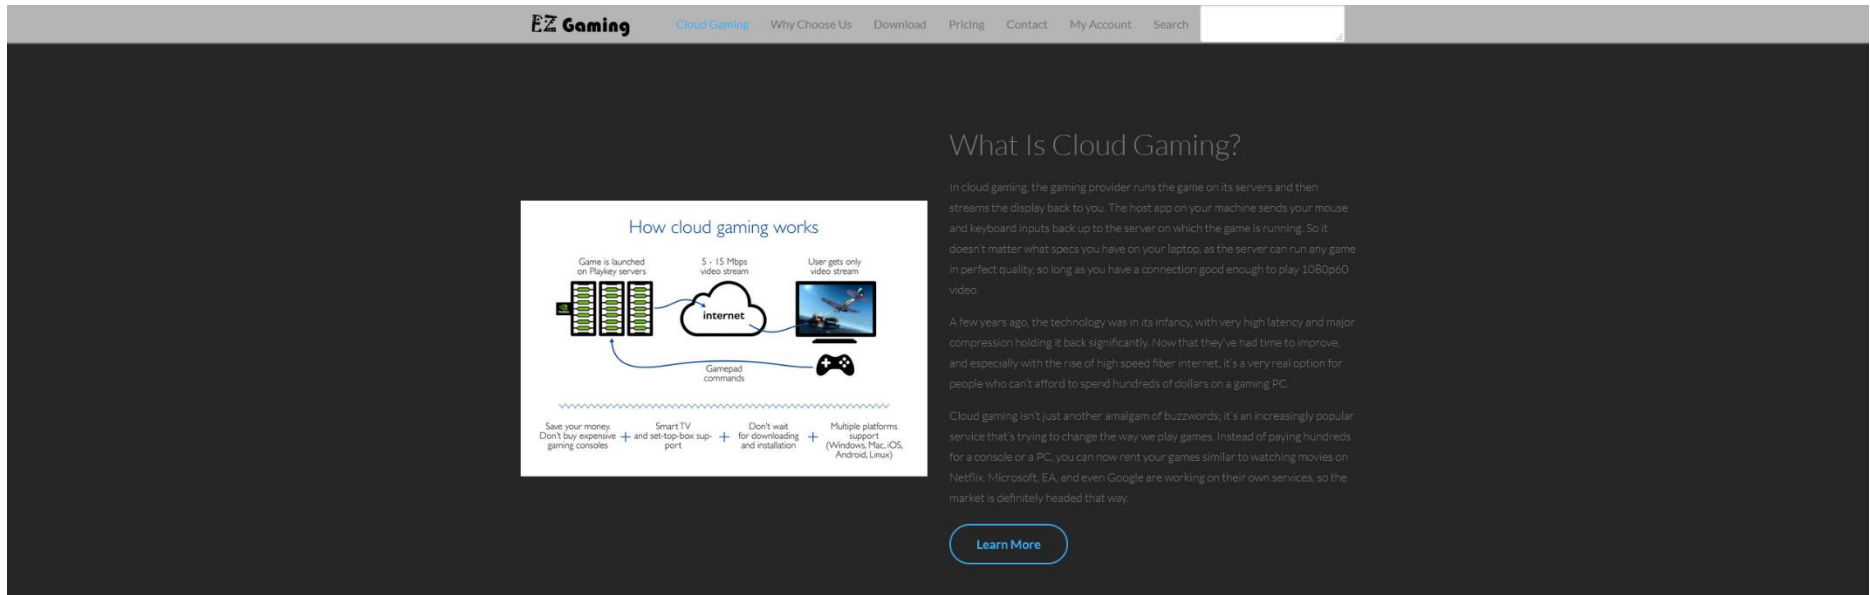 EZ Gaming
Cloud Gaming
Why Choose Us
Download
Pricing
Contact
My Account
Search
How cloud gaming works
Game is launched
on Playkey servers
5 - 15 Mbps
video stream
User gets only
video stream
internet
Gamepad
commands
Save your money.
Don't buy expensive
gaming consoles
+
Smart TV
and set-top-box sup-
port
+
Don't wait
for downloading
and installation
+
Multiple platforms
support
(Windows, Mac, iOS,
Android, Linux)
What Is Cloud Gaming?
In cloud gaming, the gaming provider runs the game on its servers and then
streams the display back to you. The host app on your machine sends your mouse
and keyboard inputs back up to the server on which the game is running. So it
doesn't matter what specs you have on your laptop, as the server can run any game
in perfect quality, so long as you have a connection good enough to play 1080p60
video.
A few years ago, the technology was in its infancy, with very high latency and major
compression holding it back significantly. Now that they've had time to improve,
and especially with the rise of high speed fiber internet, it's a very real option for
people who can't afford to spend hundreds of dollars on a gaming PC.
Cloud gaming isn't just another amalgam of buzzwords; it's an increasingly popular
service that's trying to change the way we play games. Instead of paying hundreds
for a console or a PC, you can now rent your games similar to watching movies on
Netflix. Microsoft, EA, and even Google are working on their own services, so the
market is definitely headed that way.
Learn More